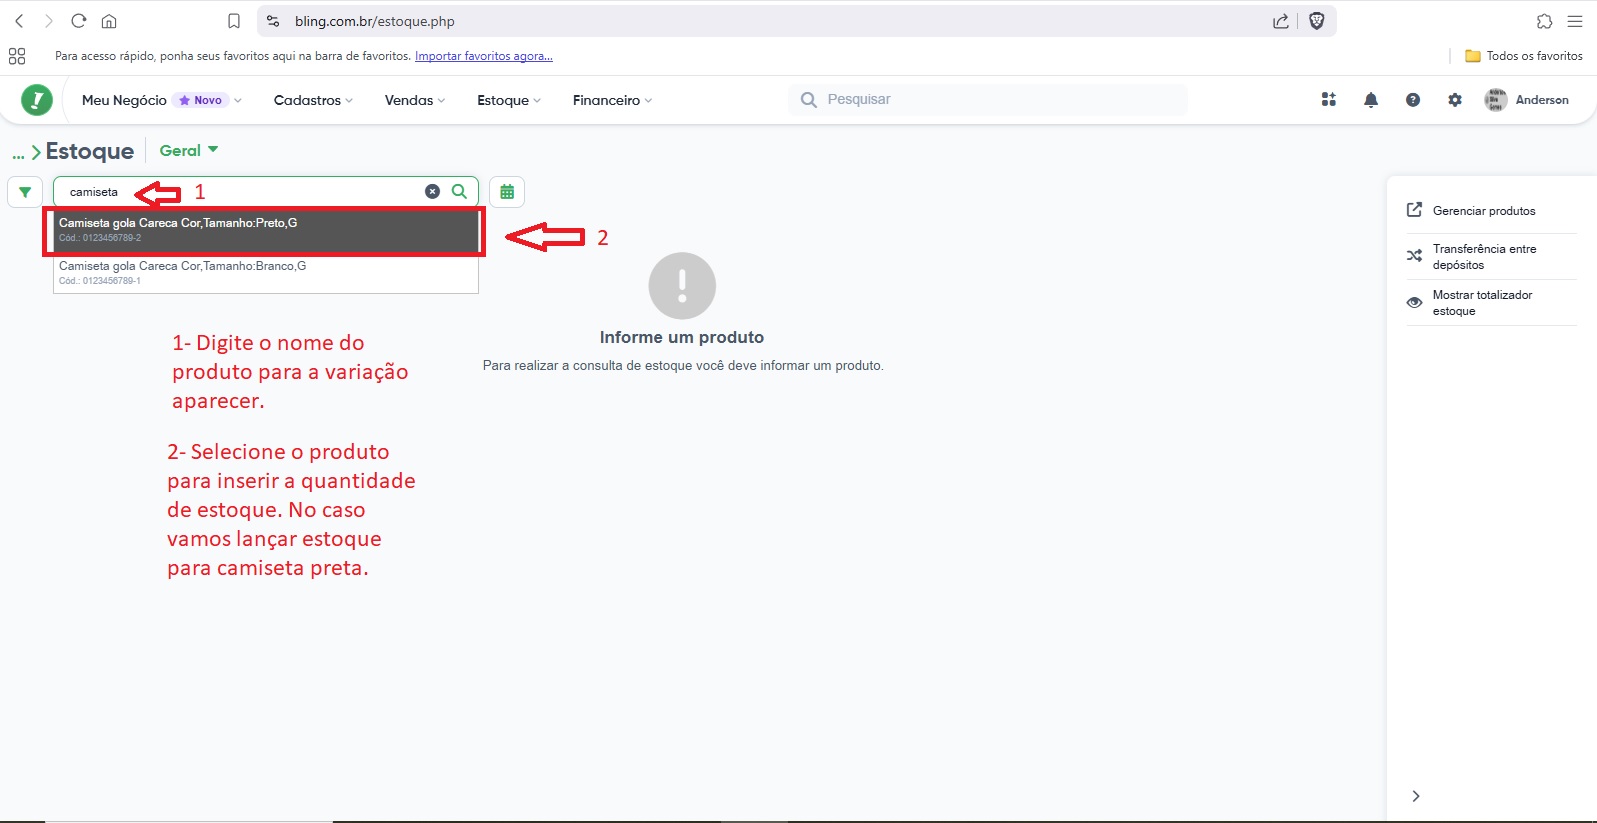 bling.com.br/estoque.php
Para acesso rápido, ponha seus favoritos aqui na barra de favoritos. Importar favoritos agora...
Todos os favoritos
Meu Negócio Novo Cadastros Vendas Estoque Financeiro
Pesquisar
Anderson
... Estoque Geral
camiseta 1
Camiseta gola Careca Cor,Tamanho:Preto,G
Cód.: 0123456789-2
2
Camiseta gola Careca Cor,Tamanho:Branco,G
Cód.: 0123456789-1
Informe um produto
Para realizar a consulta de estoque você deve informar um produto.
1- Digite o nome do
produto para a variação
aparecer.
2- Selecione o produto
para inserir a quantidade
de estoque. No caso
vamos lançar estoque
para camiseta preta.
Gerenciar produtos
Transferência entre
depósitos
Mostrar totalizador
estoque